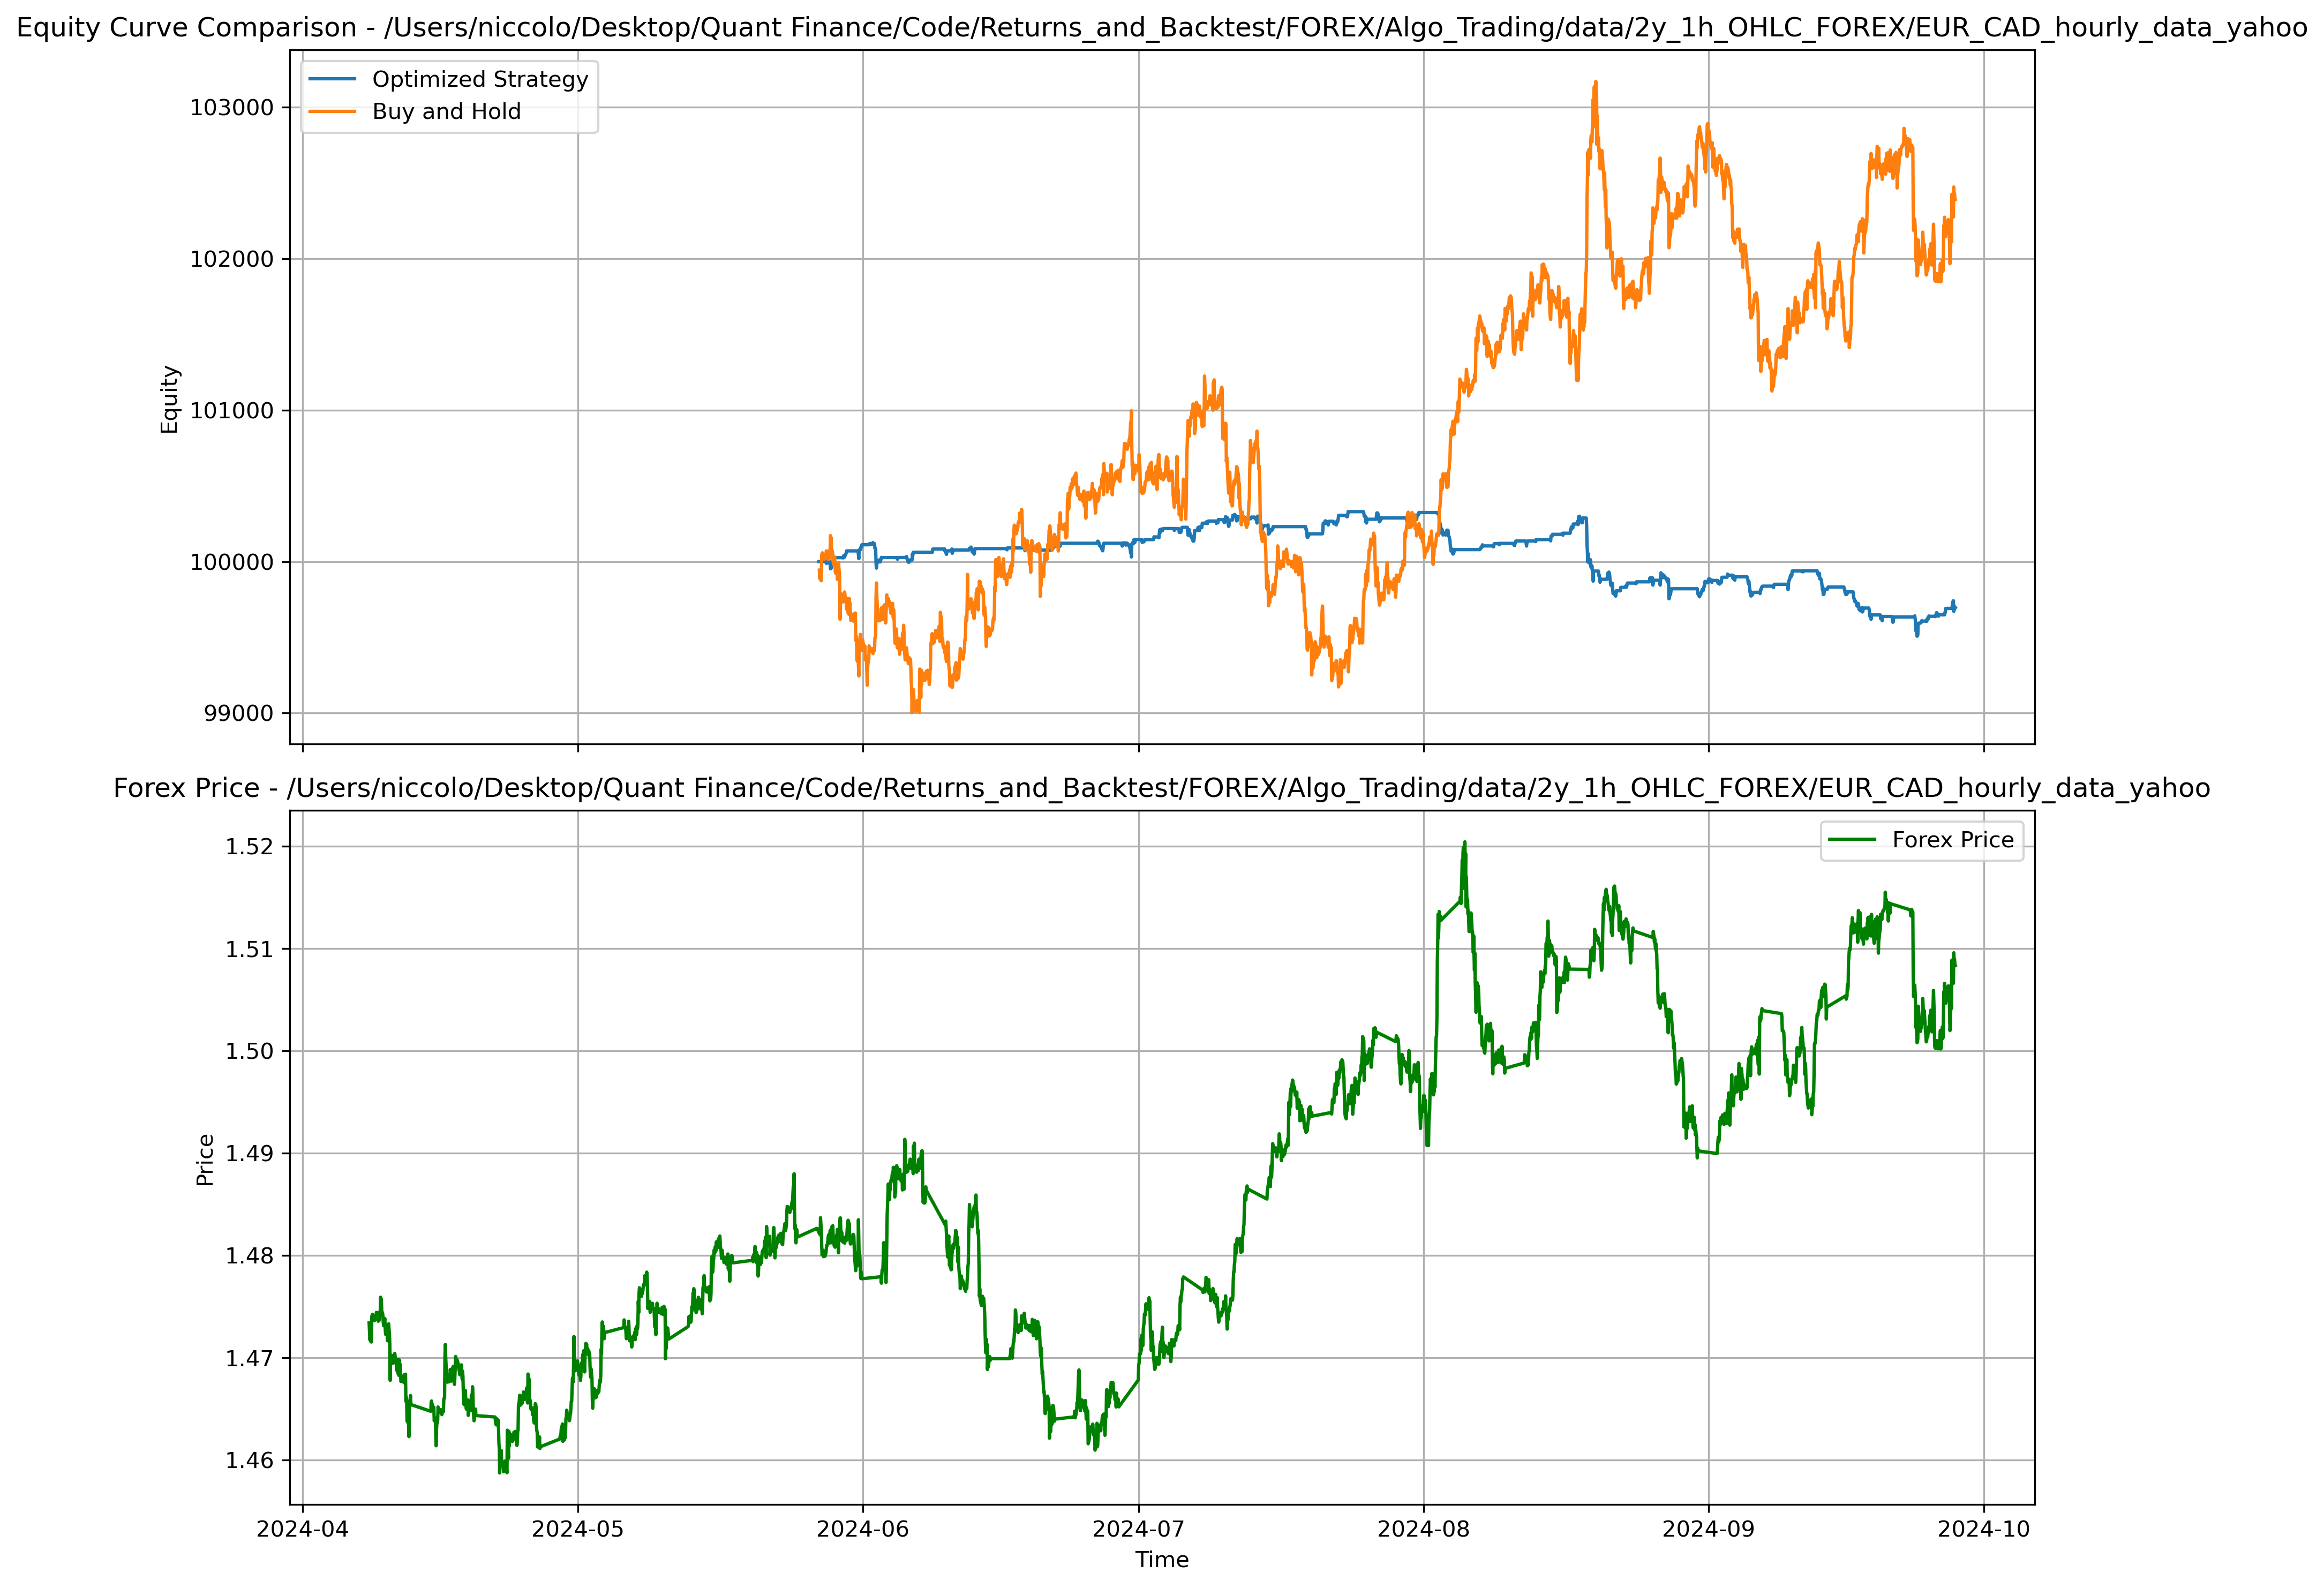 Equity Curve Comparison - /Users/niccolo/Desktop/Quant Finance/Code/Returns_and_Backtest/FOREX/Algo_Trading/data/2y_1h_OHLC_FOREX/EUR_CAD_hourly_data_yahoo
Optimized Strategy
Buy and Hold
103000
102000
101000
100000
99000
Equity
Forex Price - /Users/niccolo/Desktop/Quant Finance/Code/Returns_and_Backtest/FOREX/Algo_Trading/data/2y_1h_OHLC_FOREX/EUR_CAD_hourly_data_yahoo
Forex Price
1.52
1.51
1.50
1.49
1.48
1.47
1.46
Price
2024-04 2024-05 2024-06 2024-07 2024-08 2024-09 2024-10
Time